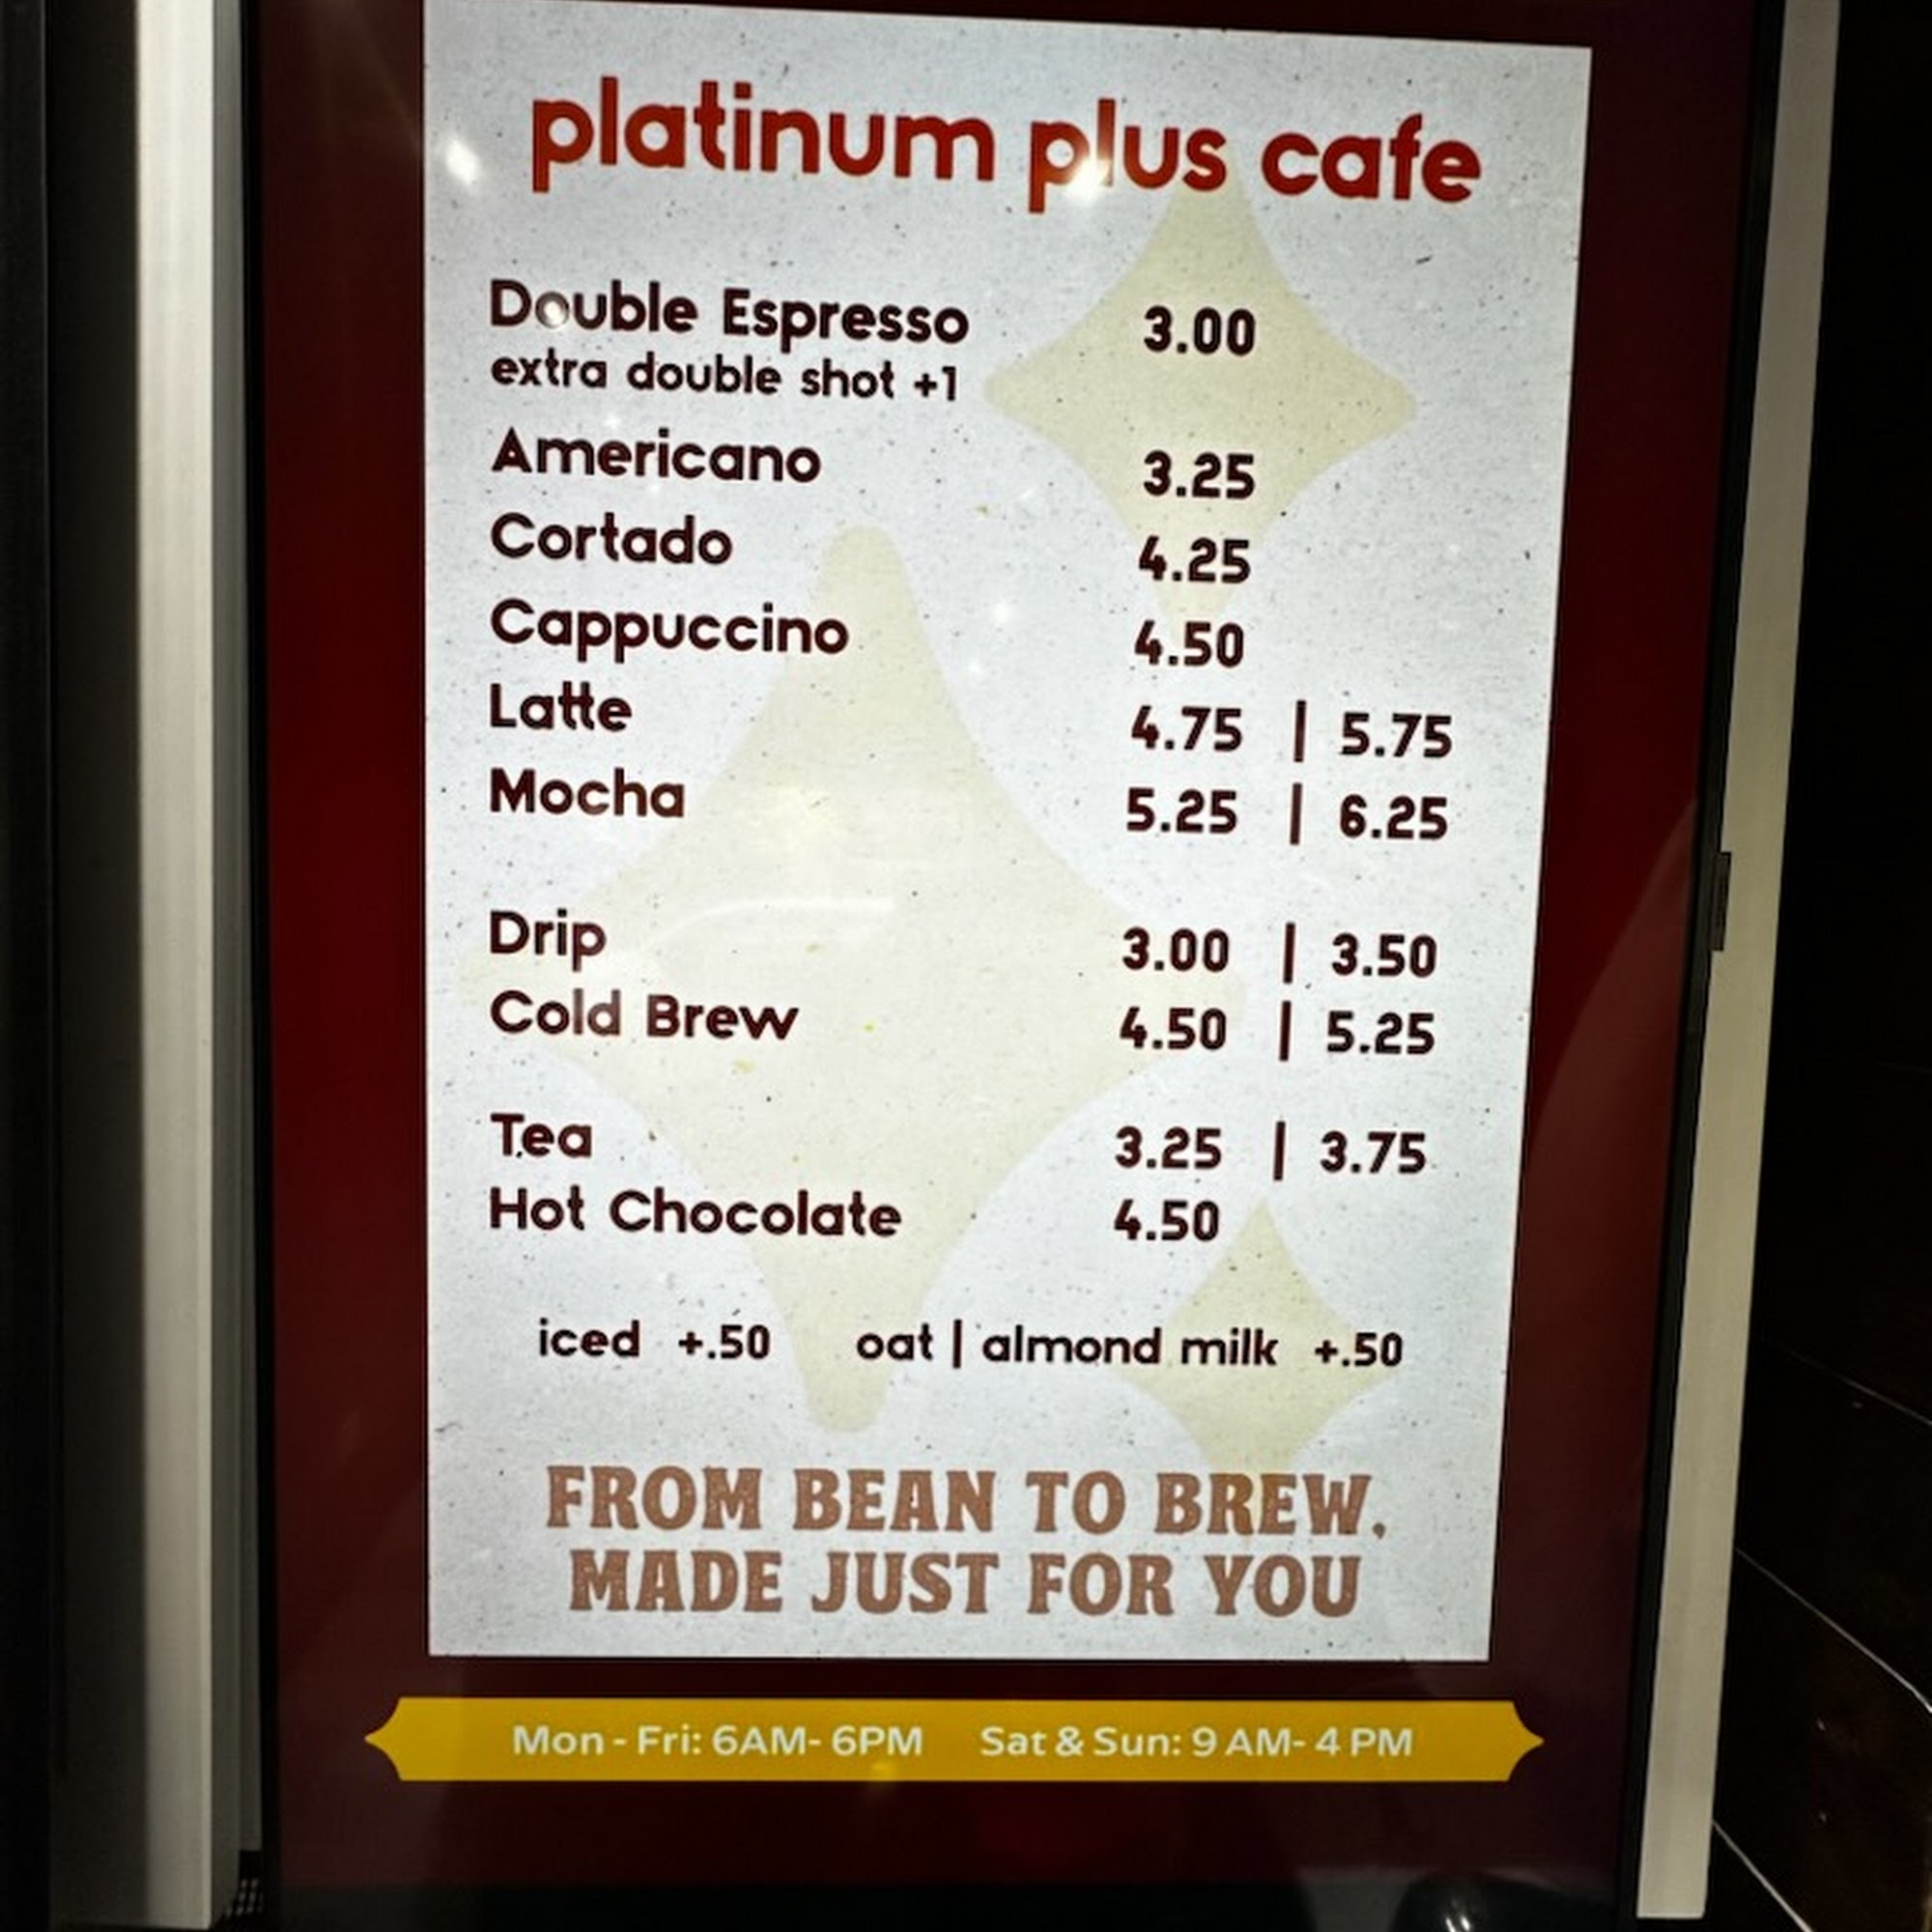 platinum plus cafe
Double Espresso 3.00
extra double shot +1
Americano 3.25
Cortado 4.25
Cappuccino 4.50
Latte 4.75 | 5.75
Mocha 5.25 | 6.25
Drip 3.00 | 3.50
Cold Brew 4.50 | 5.25
Tea 3.25 | 3.75
Hot Chocolate 4.50
iced +.50 oat | almond milk +.50
FROM BEAN TO BREW.
MADE JUST FOR YOU
Mon - Fri: 6AM- 6PM Sat & Sun: 9 AM- 4 PM